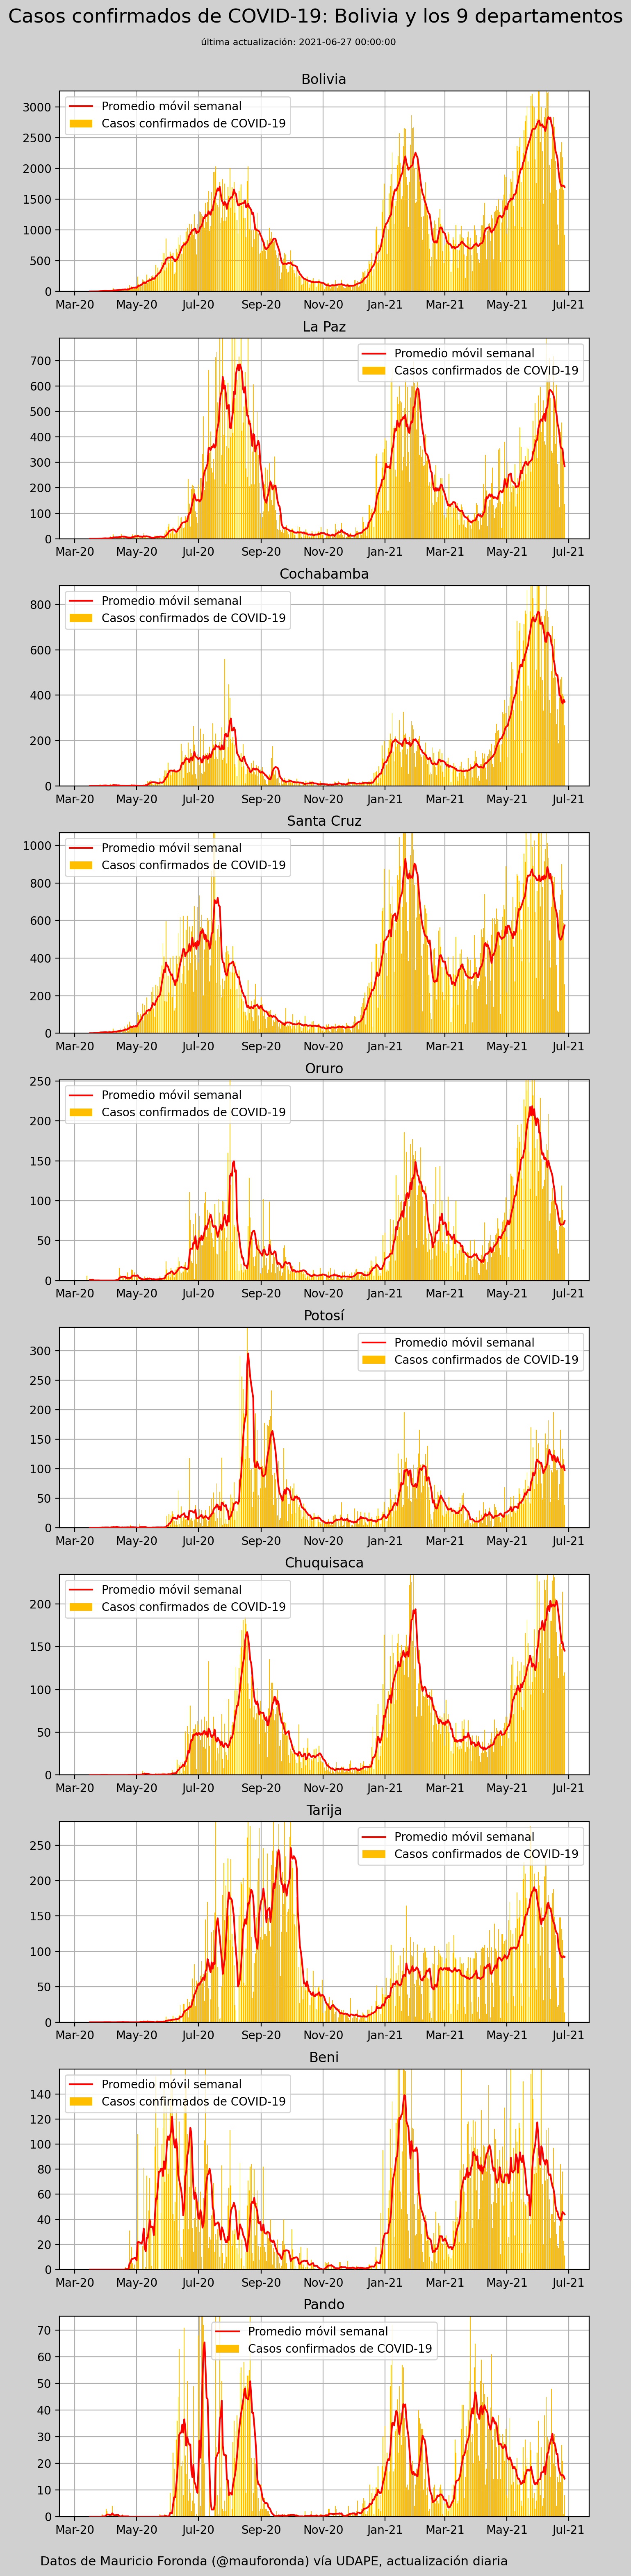 Casos confirmados de COVID-19: Bolivia y los 9 departamentos
última actualización: 2021-06-27 00:00:00
Bolivia
Promedio móvil semanal
Casos confirmados de COVID-19
3000
2500
2000
1500
1000
500
0
Mar-20 May-20 Jul-20 Sep-20 Nov-20 Jan-21 Mar-21 May-21 Jul-21
La Paz
Promedio móvil semanal
Casos confirmados de COVID-19
700
600
500
400
300
200
100
0
Mar-20 May-20 Jul-20 Sep-20 Nov-20 Jan-21 Mar-21 May-21 Jul-21
Cochabamba
Promedio móvil semanal
Casos confirmados de COVID-19
800
600
400
200
0
Mar-20 May-20 Jul-20 Sep-20 Nov-20 Jan-21 Mar-21 May-21 Jul-21
Santa Cruz
Promedio móvil semanal
Casos confirmados de COVID-19
1000
800
600
400
200
0
Mar-20 May-20 Jul-20 Sep-20 Nov-20 Jan-21 Mar-21 May-21 Jul-21
Oruro
Promedio móvil semanal
Casos confirmados de COVID-19
250
200
150
100
50
0
Mar-20 May-20 Jul-20 Sep-20 Nov-20 Jan-21 Mar-21 May-21 Jul-21
Potosí
Promedio móvil semanal
Casos confirmados de COVID-19
300
250
200
150
100
50
0
Mar-20 May-20 Jul-20 Sep-20 Nov-20 Jan-21 Mar-21 May-21 Jul-21
Chuquisaca
Promedio móvil semanal
Casos confirmados de COVID-19
200
150
100
50
0
Mar-20 May-20 Jul-20 Sep-20 Nov-20 Jan-21 Mar-21 May-21 Jul-21
Tarija
Promedio móvil semanal
Casos confirmados de COVID-19
250
200
150
100
50
0
Mar-20 May-20 Jul-20 Sep-20 Nov-20 Jan-21 Mar-21 May-21 Jul-21
Beni
Promedio móvil semanal
Casos confirmados de COVID-19
140
120
100
80
60
40
20
0
Mar-20 May-20 Jul-20 Sep-20 Nov-20 Jan-21 Mar-21 May-21 Jul-21
Pando
Promedio móvil semanal
Casos confirmados de COVID-19
70
60
50
40
30
20
10
0
Mar-20 May-20 Jul-20 Sep-20 Nov-20 Jan-21 Mar-21 May-21 Jul-21
Datos de Mauricio Foronda (@mauforonda) vía UDAPE, actualización diaria